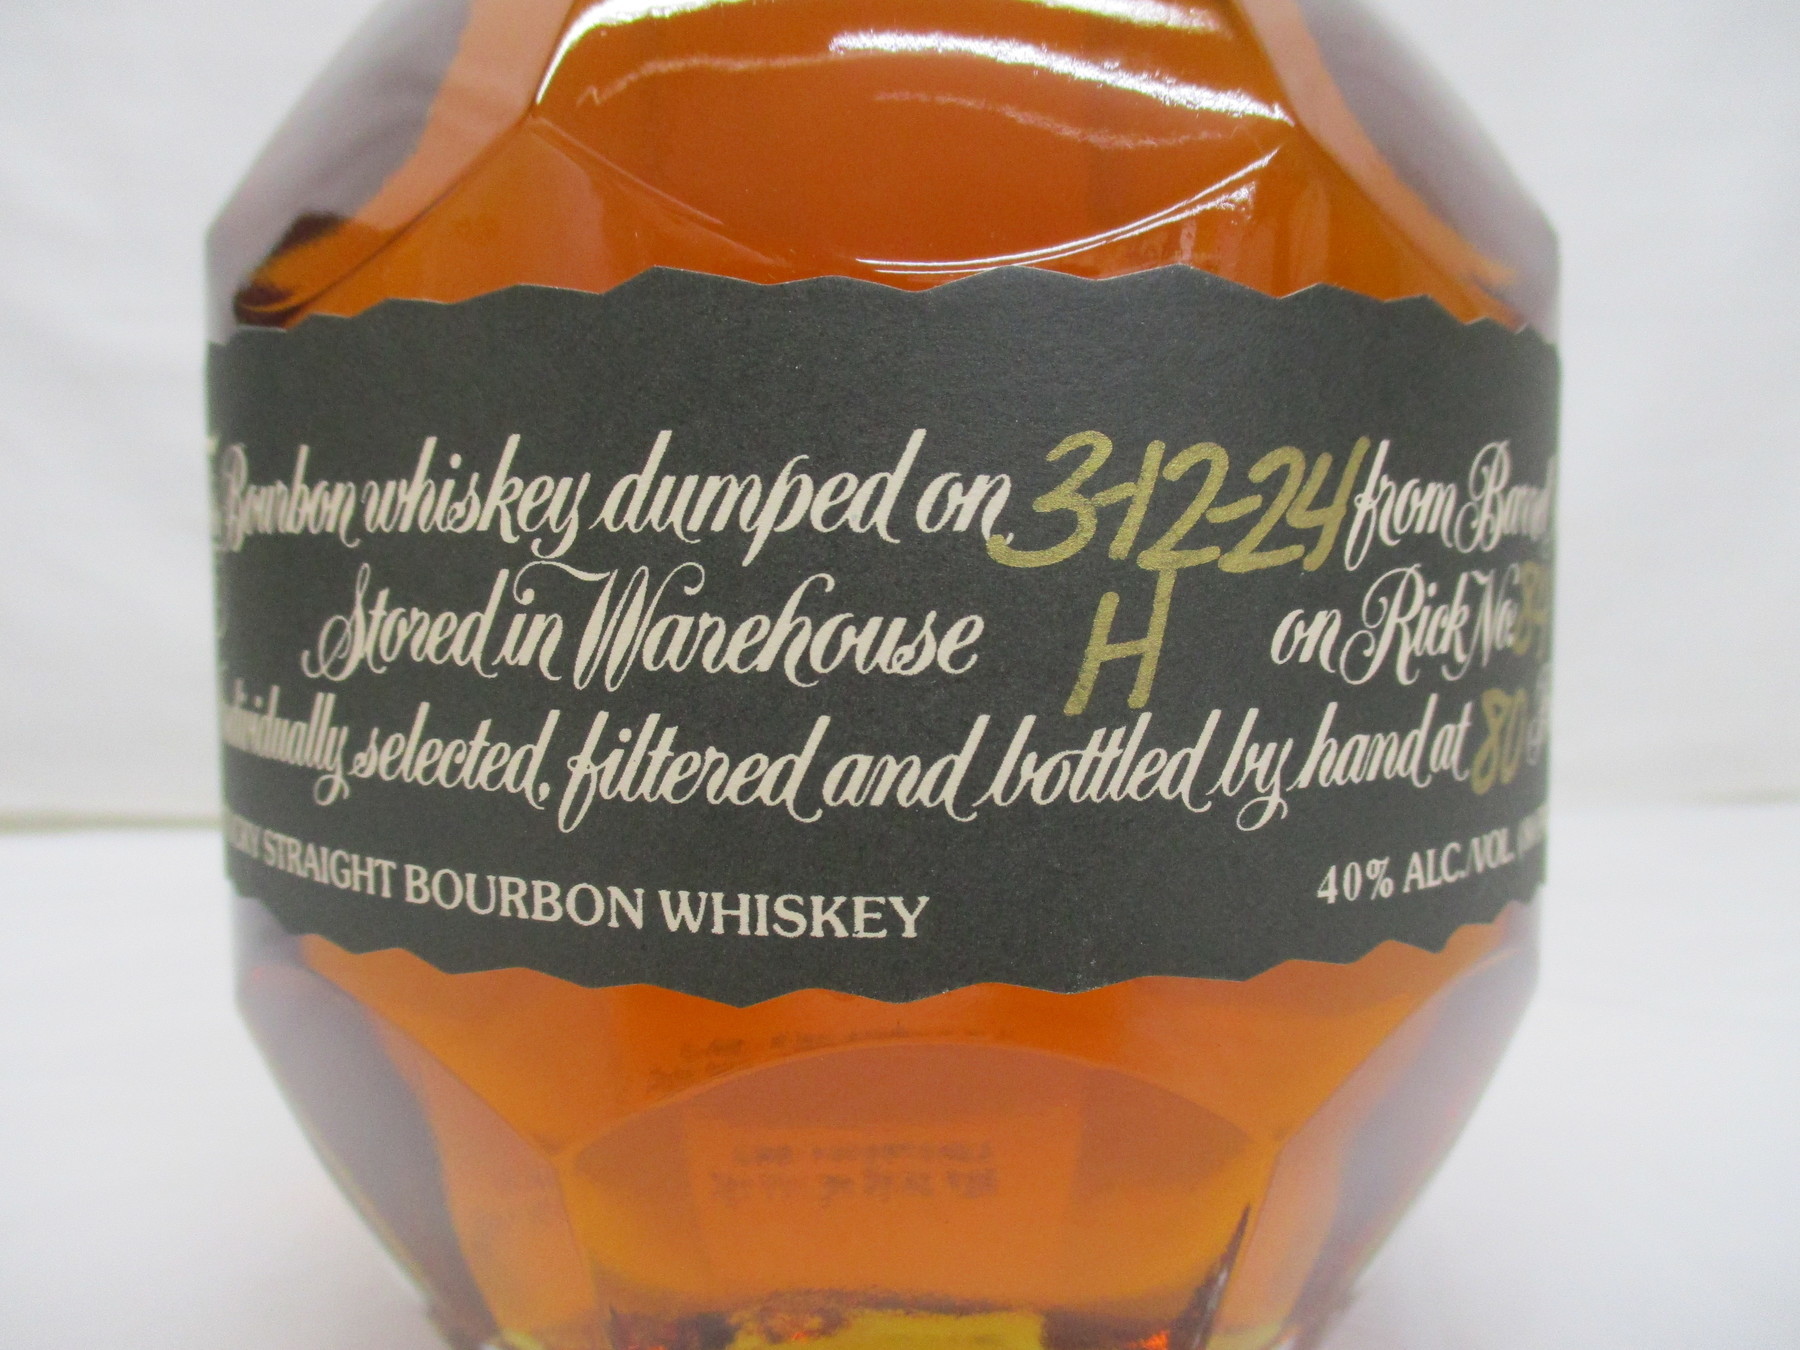 Bourbon whiskey dumped on 3-12-24 from Barrel
Stored in Warehouse H on Rick No:
individually selected, filtered and bottled by hand at 80
STRAIGHT BOURBON WHISKEY 40% ALC./VOL.